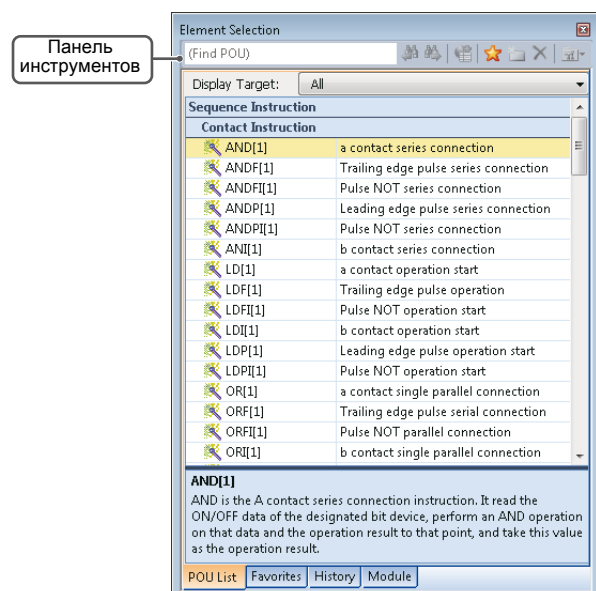 Element Selection
Панель
инструментов
(Find POU)
Display Target: All
Sequence Instruction
Contact Instruction
AND[1] a contact series connection
ANDF[1] Trailing edge pulse series connection
ANDFI[1] Pulse NOT series connection
ANDP[1] Leading edge pulse series connection
ANDPI[1] Pulse NOT series connection
ANI[1] b contact series connection
LD[1] a contact operation start
LDF[1] Trailing edge pulse operation
LDFI[1] Pulse NOT operation start
LDI[1] b contact operation start
LDP[1] Leading edge pulse operation start
LDPI[1] Pulse NOT operation start
OR[1] a contact single parallel connection
ORF[1] Trailing edge pulse serial connection
ORFI[1] Pulse NOT parallel connection
ORI[1] b contact single parallel connection
AND[1]
AND is the A contact series connection instruction. It read the
ON/OFF data of the designated bit device, perform an AND operation
on that data and the operation result to that point, and take this value
as the operation result.
POU List Favorites History Module